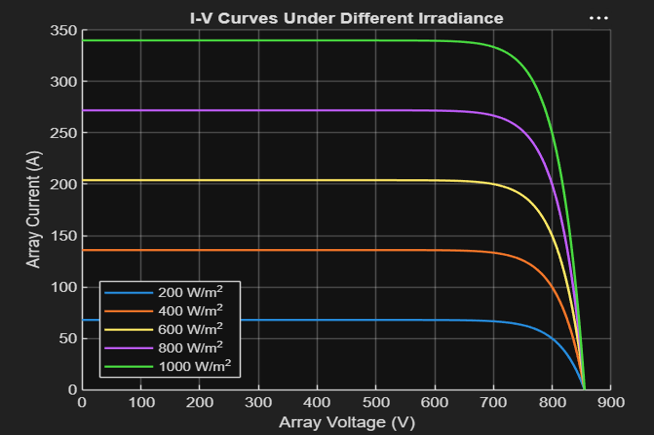 I-V Curves Under Different Irradiance
...
350
300
250
200
150
100
50
0
Array Current (A)
200 W/m²
400 W/m²
600 W/m²
800 W/m²
1000 W/m²
0 100 200 300 400 500 600 700 800 900
Array Voltage (V)